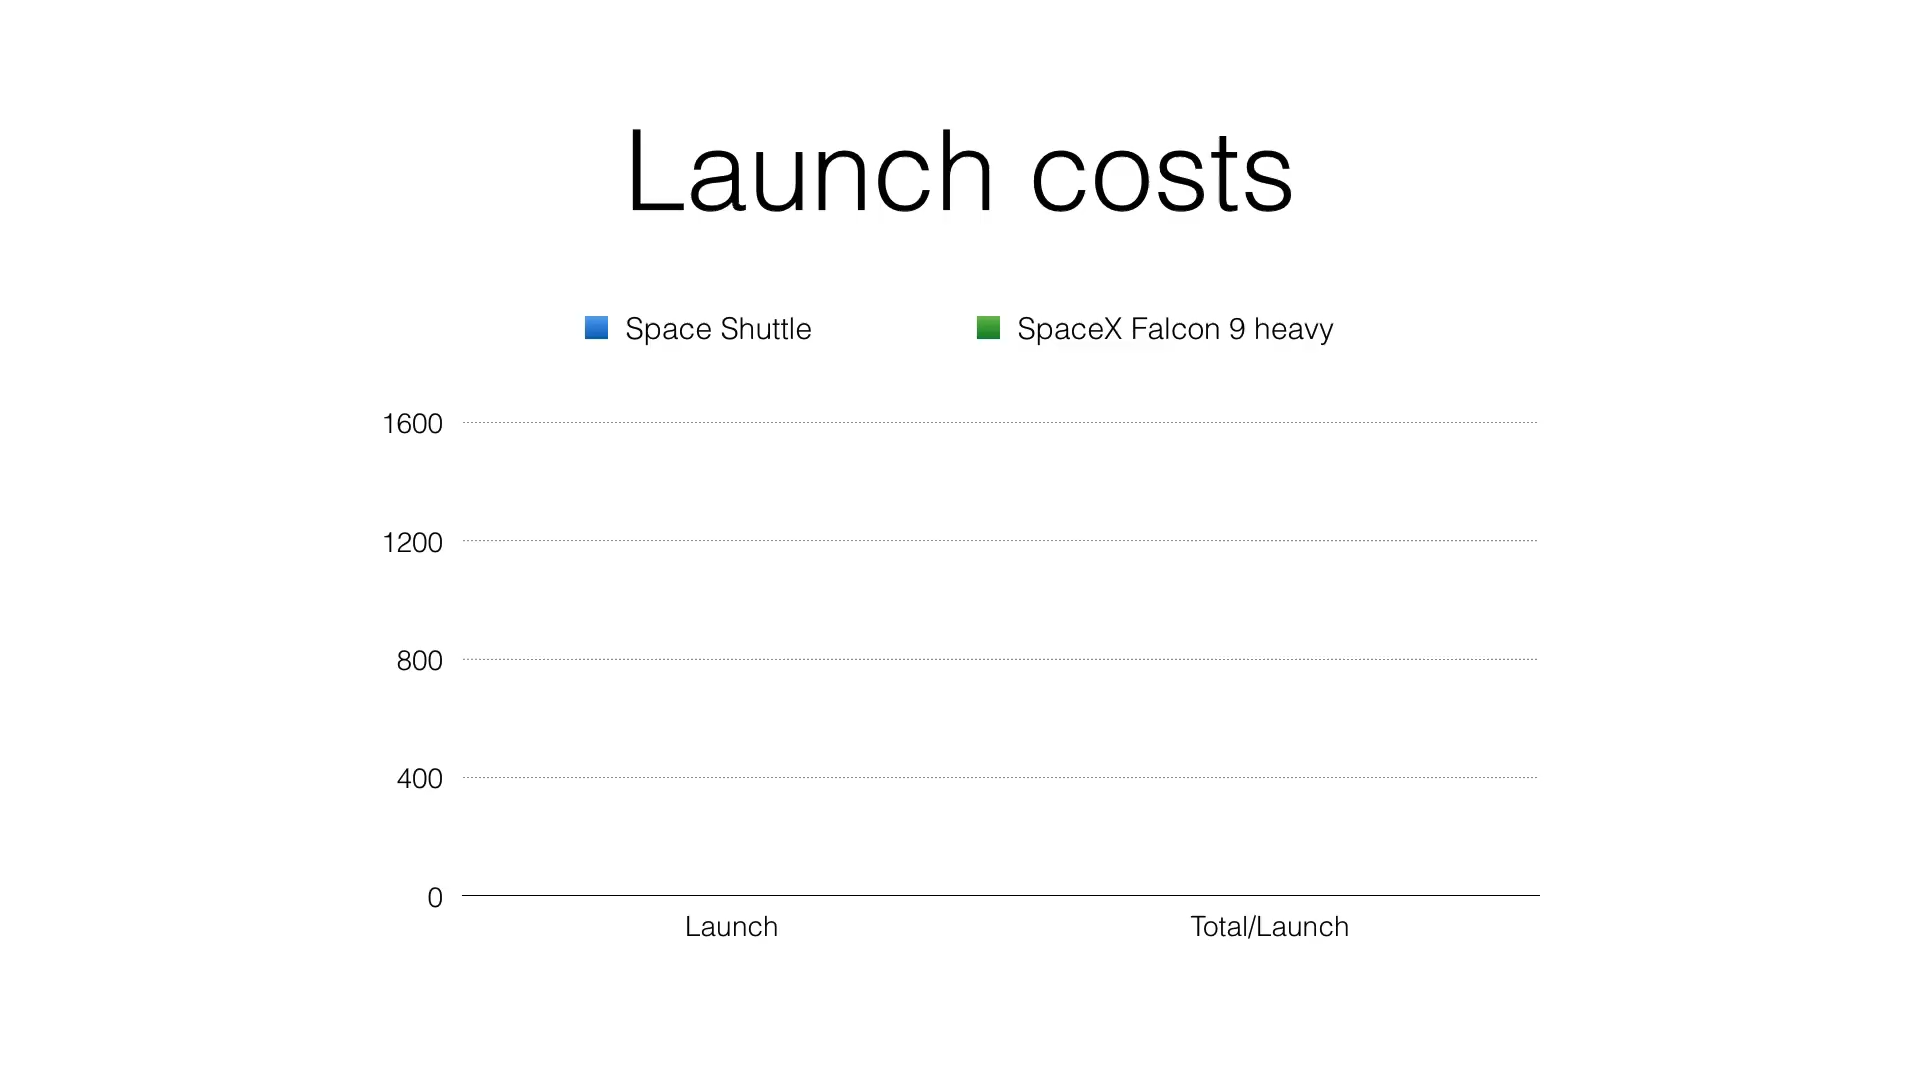 Launch costs
Space Shuttle
SpaceX Falcon 9 heavy
1600
1200
800
400
0
Launch
Total/Launch